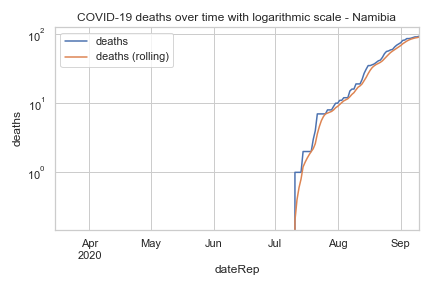 COVID-19 deaths over time with logarithmic scale - Namibia
deaths
deaths (rolling)
10²
10¹
10⁰
deaths
Apr
2020
May
Jun
Jul
Aug
Sep
dateRep